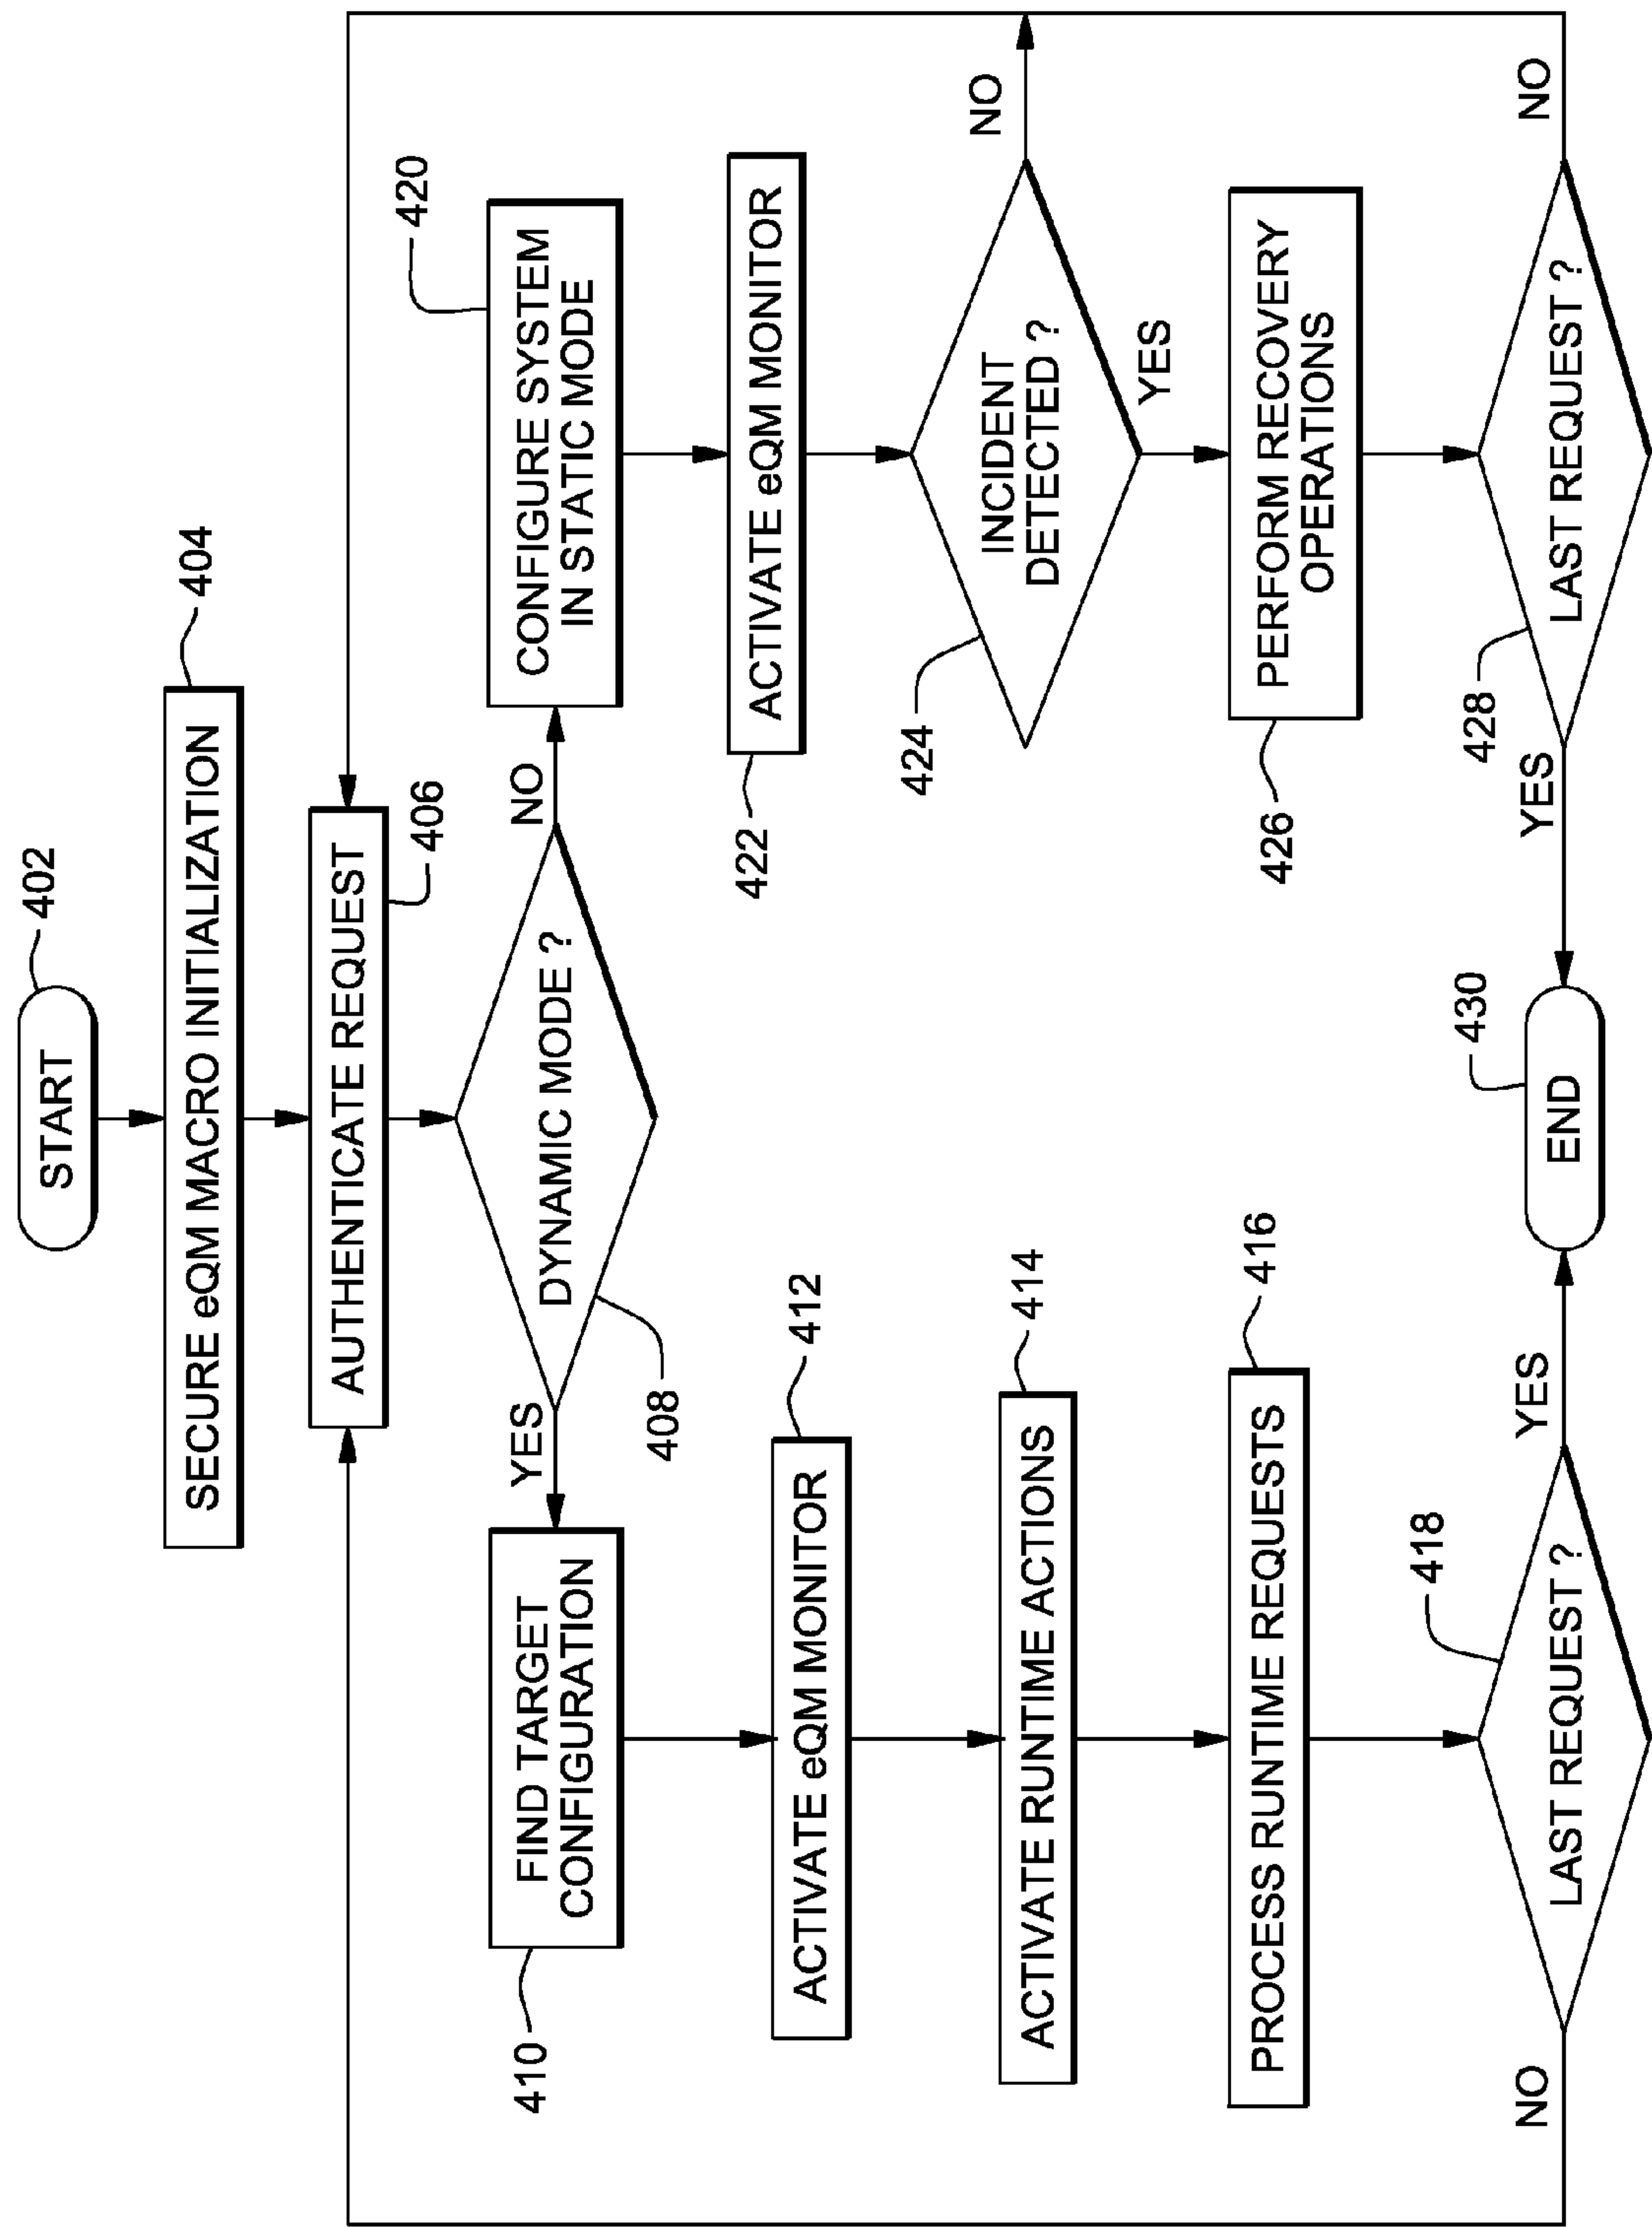 START
402
SECURE eQM MACRO INITIALIZATION
404
AUTHENTICATE REQUEST
406
DYNAMIC MODE ?
408
YES
NO
FIND TARGET
CONFIGURATION
410
ACTIVATE eQM MONITOR
412
ACTIVATE RUNTIME ACTIONS
414
PROCESS RUNTIME REQUESTS
416
LAST REQUEST ?
418
NO
YES
CONFIGURE SYSTEM
IN STATIC MODE
420
ACTIVATE eQM MONITOR
422
INCIDENT
DETECTED ?
424
NO
YES
PERFORM RECOVERY
OPERATIONS
426
LAST REQUEST ?
428
YES
NO
END
430